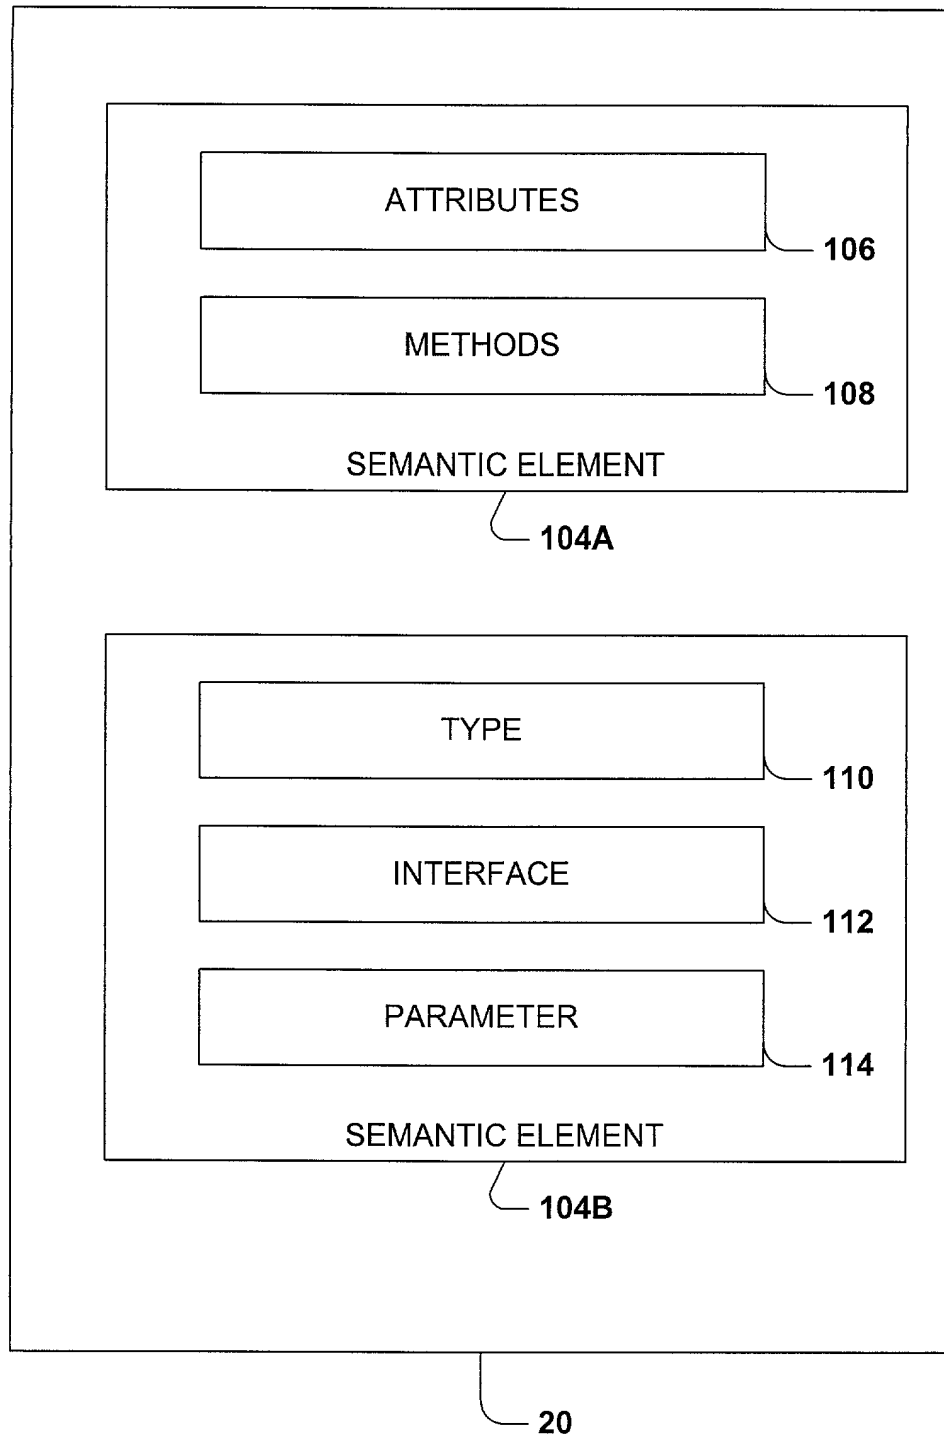 ATTRIBUTES
106
METHODS
108
SEMANTIC ELEMENT
104A
TYPE
110
INTERFACE
112
PARAMETER
114
SEMANTIC ELEMENT
104B
20